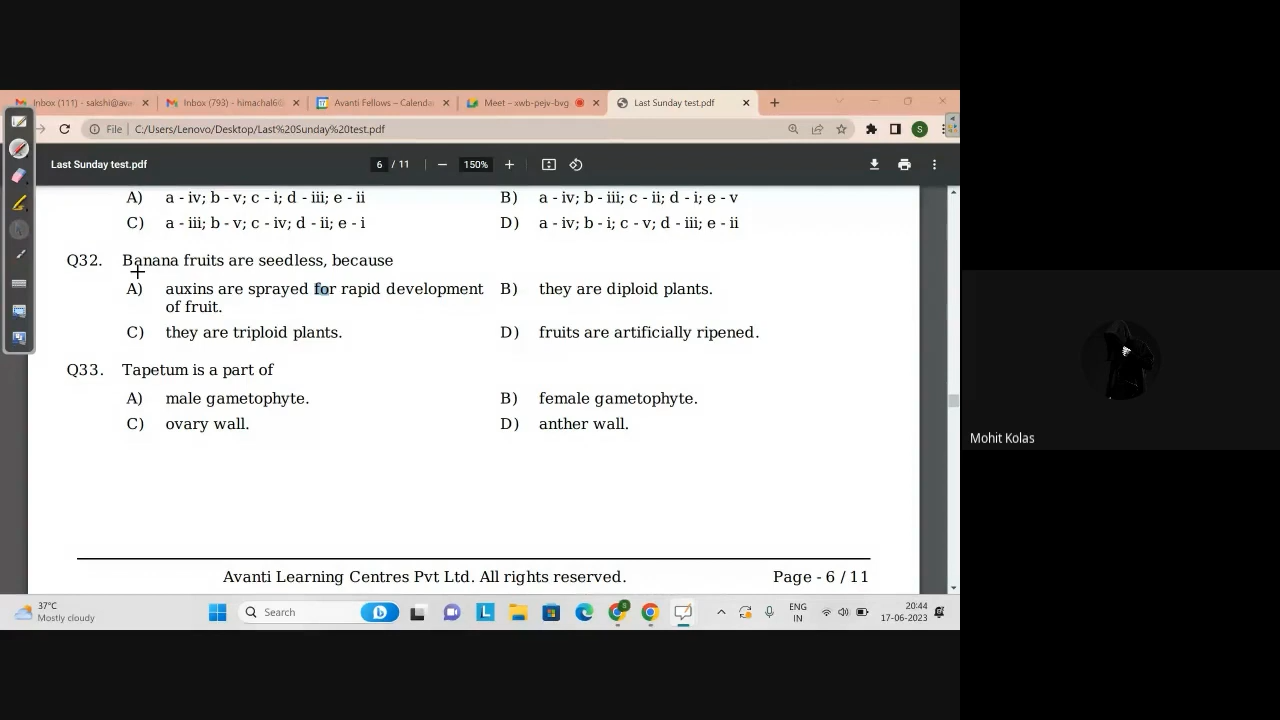 Inbox (111) - sakshi@ava
Inbox (793) - himachal6@
Avanti Fellows – Calenda
Meet – xwb-pejv-bvg
Last Sunday test.pdf
File C:/Users/Lenovo/Desktop/Last%20Sunday%20test.pdf
S
Last Sunday test.pdf
6 / 11
150%
A) a - iv; b - v; c - i; d - iii; e - ii
B) a - iv; b - iii; c - ii; d - i; e - v
C) a - iii; b - v; c - iv; d - ii; e - i
D) a - iv; b - i; c - v; d - iii; e - ii
Q32. Banana fruits are seedless, because
A) auxins are sprayed for rapid development
of fruit.
B) they are diploid plants.
C) they are triploid plants.
D) fruits are artificially ripened.
Q33. Tapetum is a part of
A) male gametophyte.
B) female gametophyte.
C) ovary wall.
D) anther wall.
Avanti Learning Centres Pvt Ltd. All rights reserved.
Page - 6 / 11
Mohit Kolas
37°C
Mostly cloudy
Search
ENG
IN
20:44
17-06-2023